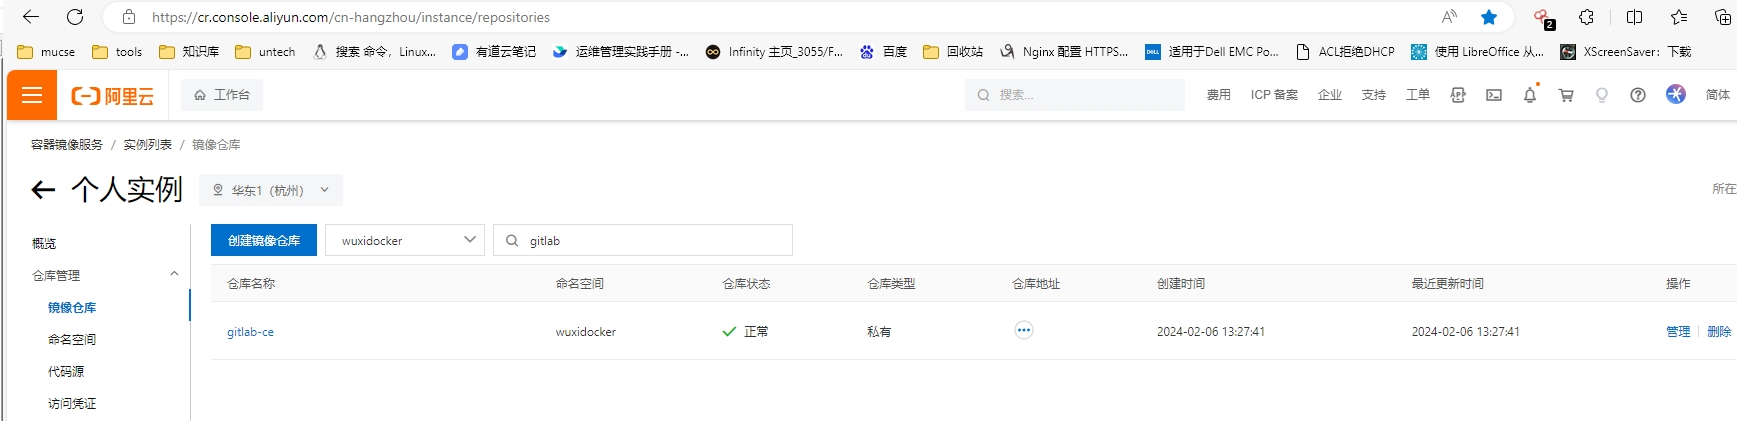 https://cr.console.aliyun.com/cn-hangzhou/instance/repositories
2
mucse tools 知识库 untech 搜索 命令，Linux... 有道云笔记 运维管理实践手册 -... Infinity 主页_3055/F... 百度 回收站 Nginx 配置 HTTPS... 适用于Dell EMC Po... ACL拒绝DHCP 使用 LibreOffice 从... XScreenSaver：下载
阿里云 工作台 搜索... 费用 ICP 备案 企业 支持 工单 简体
容器镜像服务 / 实例列表 / 镜像仓库
个人实例 华东1（杭州） 所在
概览
仓库管理
镜像仓库
命名空间
代码源
访问凭证
创建镜像仓库 wuxidocker gitlab
仓库名称 命名空间 仓库状态 仓库类型 仓库地址 创建时间 最近更新时间 操作
gitlab-ce wuxidocker 正常 私有 2024-02-06 13:27:41 2024-02-06 13:27:41 管理 删除